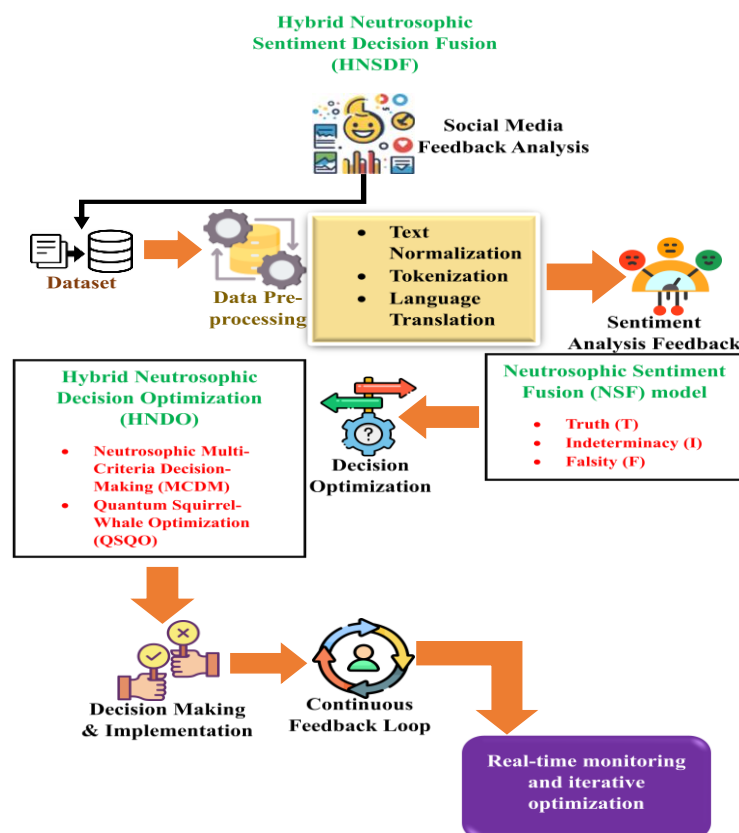 Hybrid Neutrosophic
Sentiment Decision Fusion
(HNSDF)
Social Media
Feedback Analysis
Dataset
Data Pre-
processing
• Text
Normalization
• Tokenization
• Language
Translation
Sentiment
Analysis Feedback
Neutrosophic Sentiment
Fusion (NSF) model
• Truth (T)
• Indeterminacy (I)
• Falsity (F)
?
Decision
Optimization
Hybrid Neutrosophic
Decision Optimization
(HNDO)
• Neutrosophic Multi-
Criteria Decision-
Making (MCDM)
• Quantum Squirrel-
Whale Optimization
(QSQO)
Decision Making
& Implementation
Continuous
Feedback Loop
Real-time monitoring
and iterative
optimization